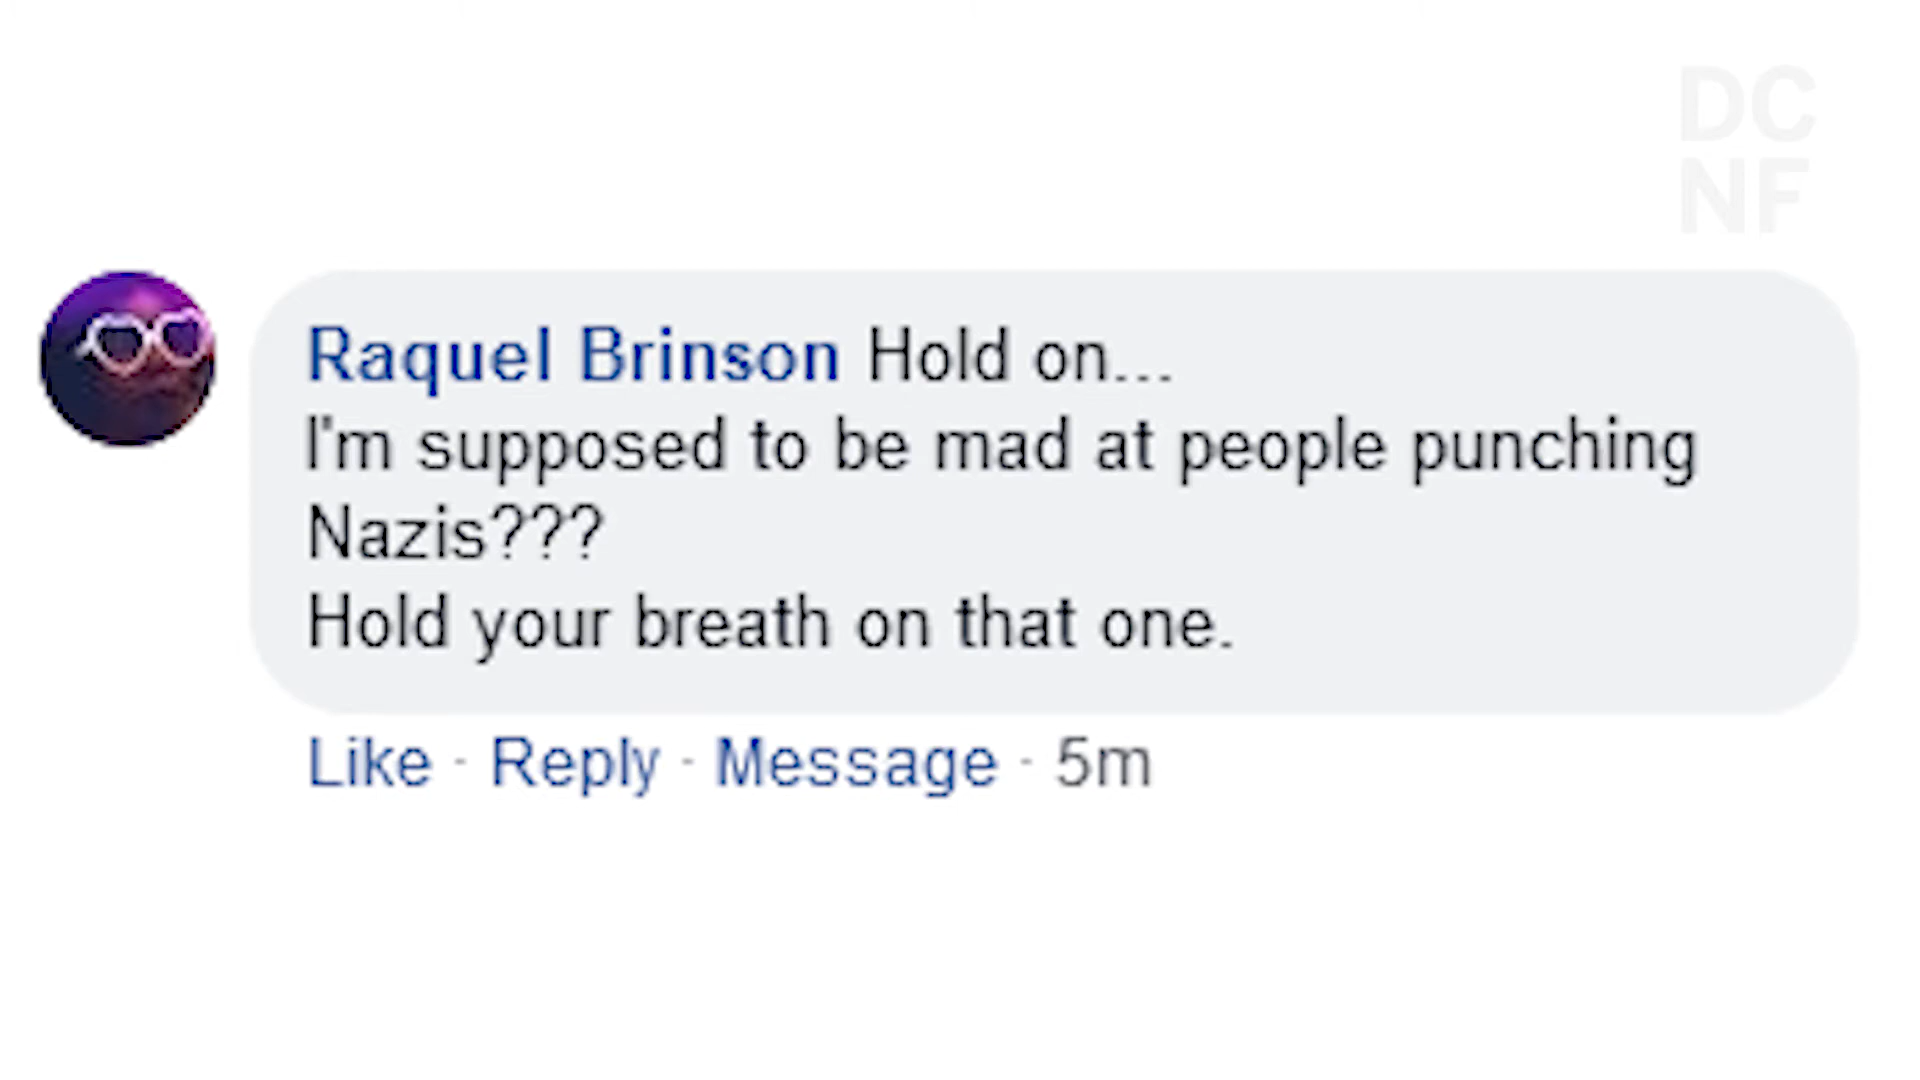 DC
NF
Raquel Brinson Hold on...
I'm supposed to be mad at people punching
Nazis???
Hold your breath on that one.
Like · Reply · Message · 5m